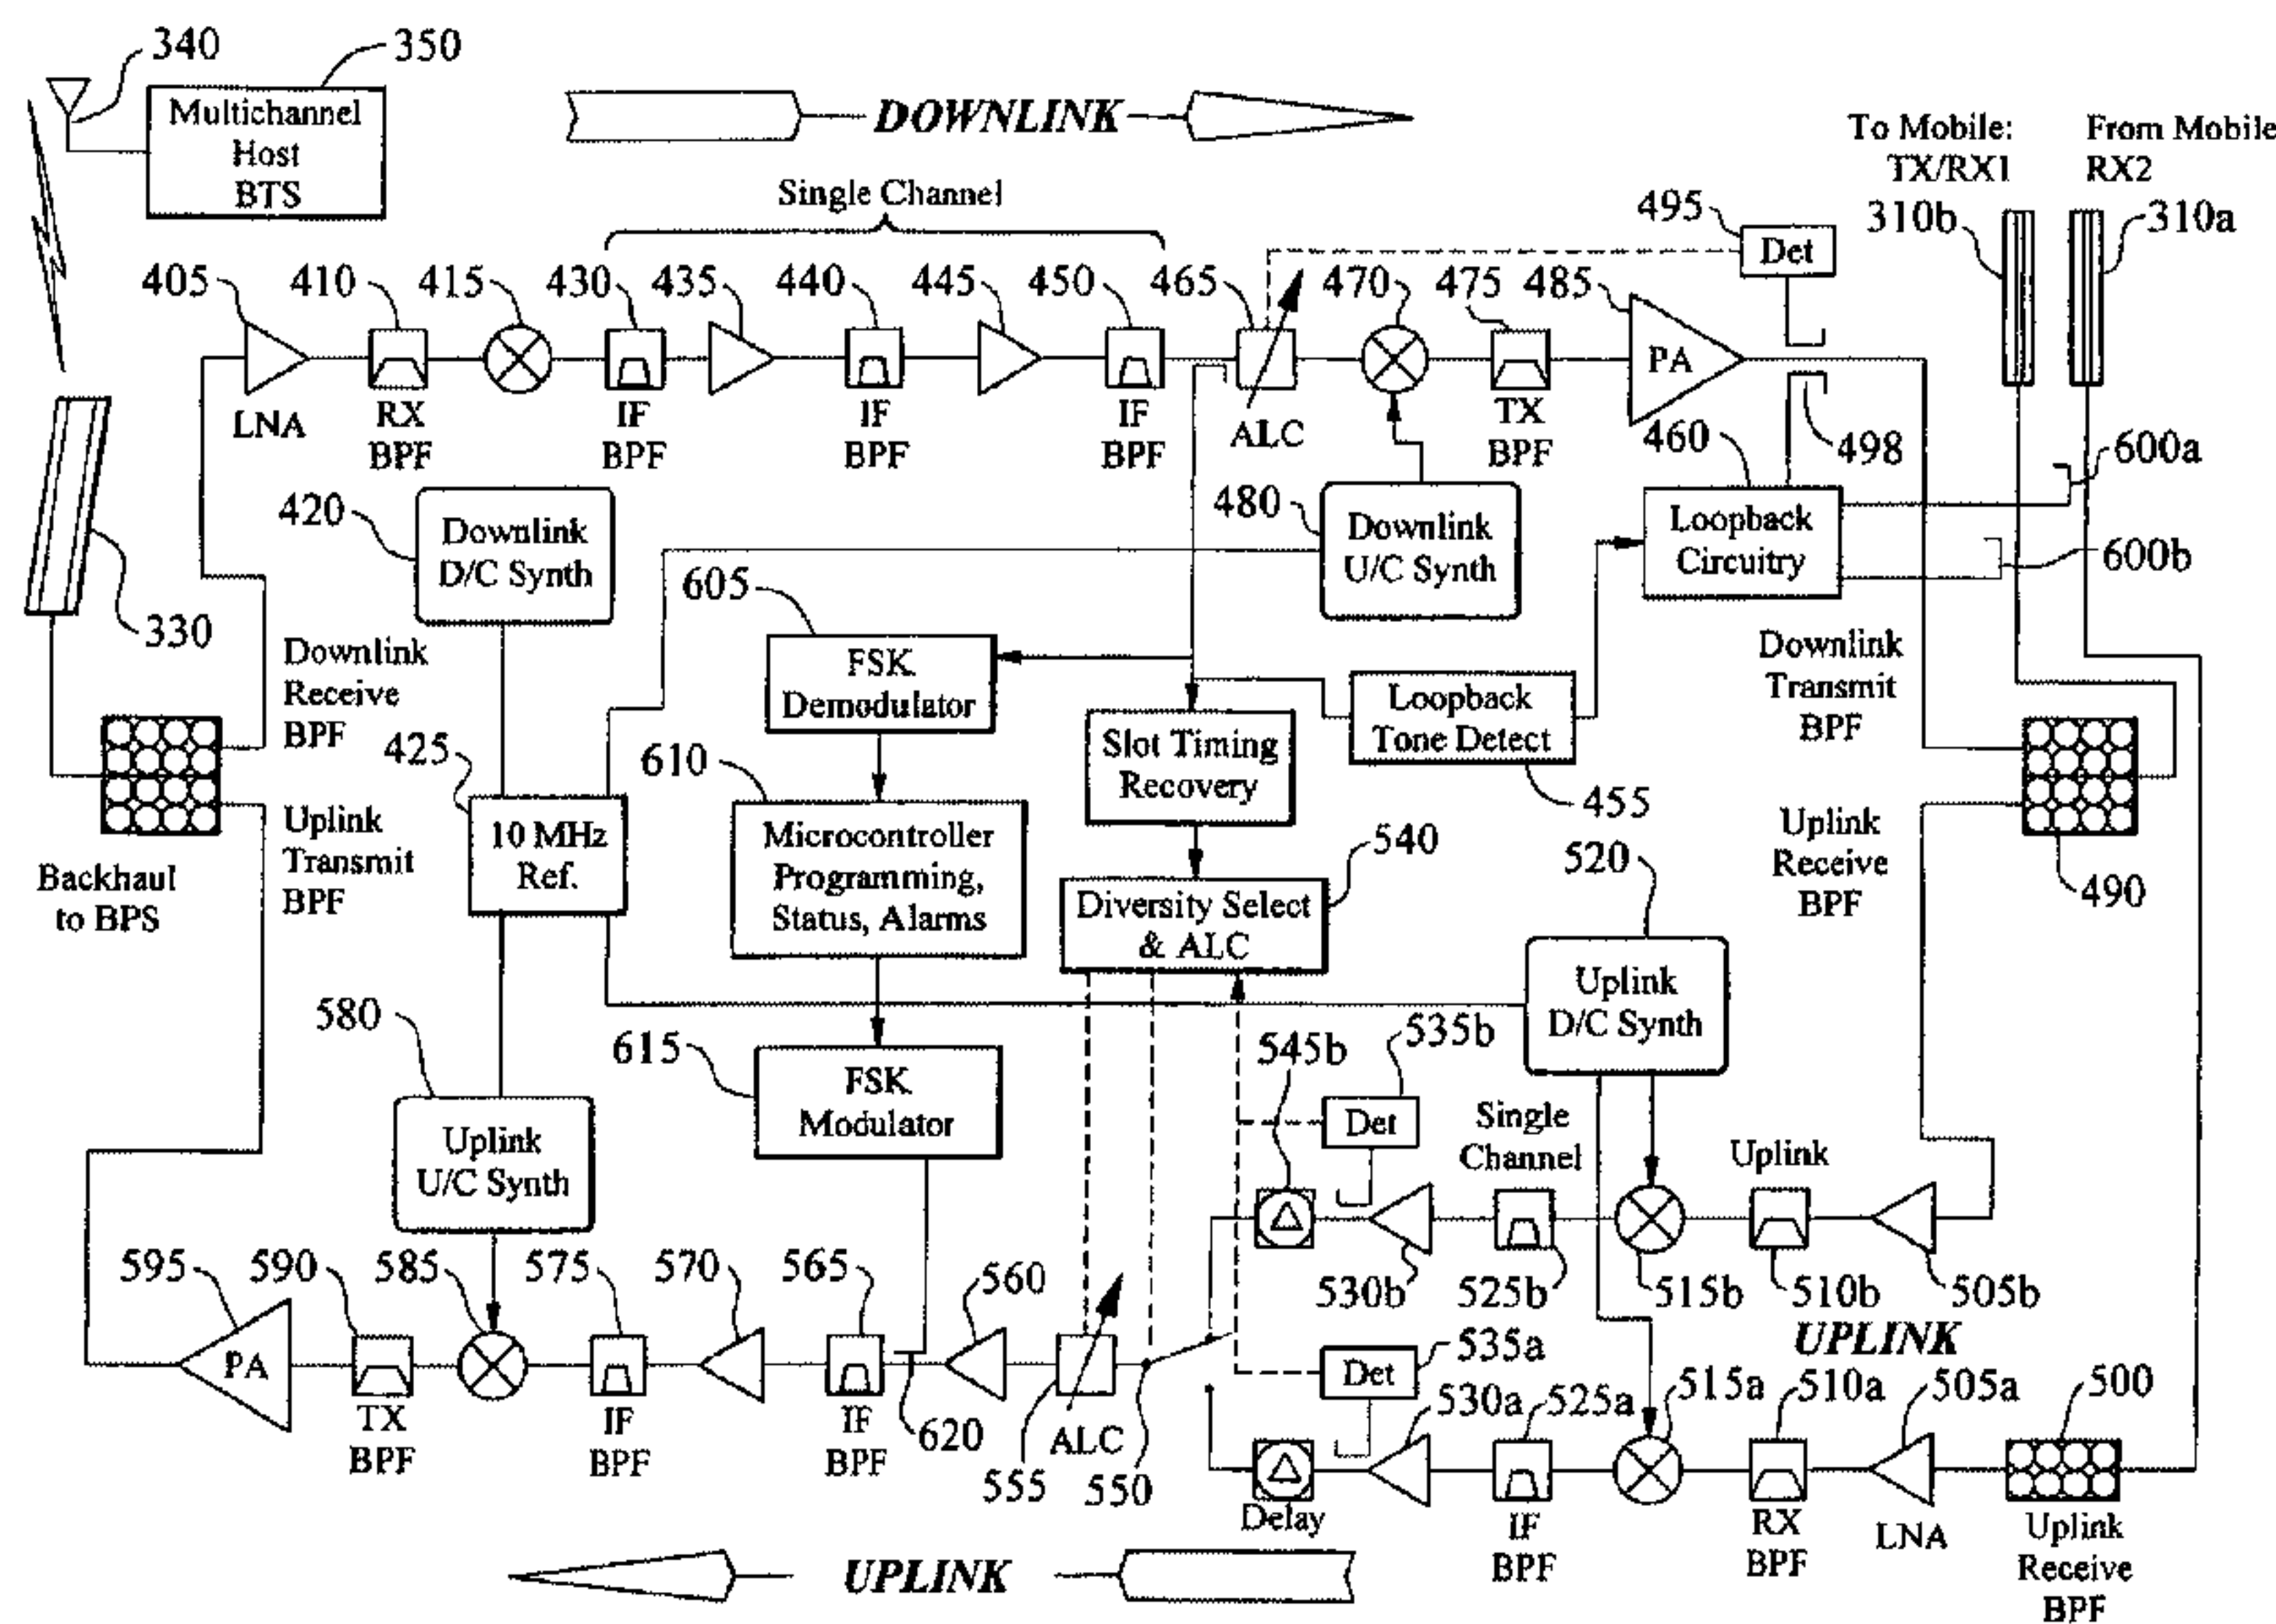 340
350
Multichannel
Host
BTS
DOWNLINK
To Mobile:
TX/RX1
From Mobile
RX2
Single Channel
495
Det
310b
310a
405
410
415
430
435
440
445
450
465
470
475
485
PA
LNA
RX
BPF
IF
BPF
IF
BPF
IF
BPF
ALC
TX
BPF
460
498
600a
420
Downlink
D/C Synth
480
Downlink
U/C Synth
Loopback
Circuitry
600b
330
605
FSK
Demodulator
Downlink
Receive
BPF
Loopback
Tone Detect
455
Downlink
Transmit
BPF
425
10 MHz
Ref.
610
Microcontroller
Programming,
Status, Alarms
Slot Timing
Recovery
540
Diversity Select
& ALC
520
Uplink
D/C Synth
Uplink
Receive
BPF
490
Uplink
Transmit
BPF
Backhaul
to BPS
580
Uplink
U/C Synth
615
FSK
Modulator
545b
535b
Det
Single
Channel
Uplink
530b
525b
515b
510b
505b
UPLINK
595
590
585
575
570
565
560
PA
TX
BPF
IF
BPF
IF
BPF
620
ALC
555
550
535a
Det
530a
525a
515a
510a
505a
500
Delay
IF
BPF
RX
BPF
LNA
Uplink
Receive
BPF
UPLINK